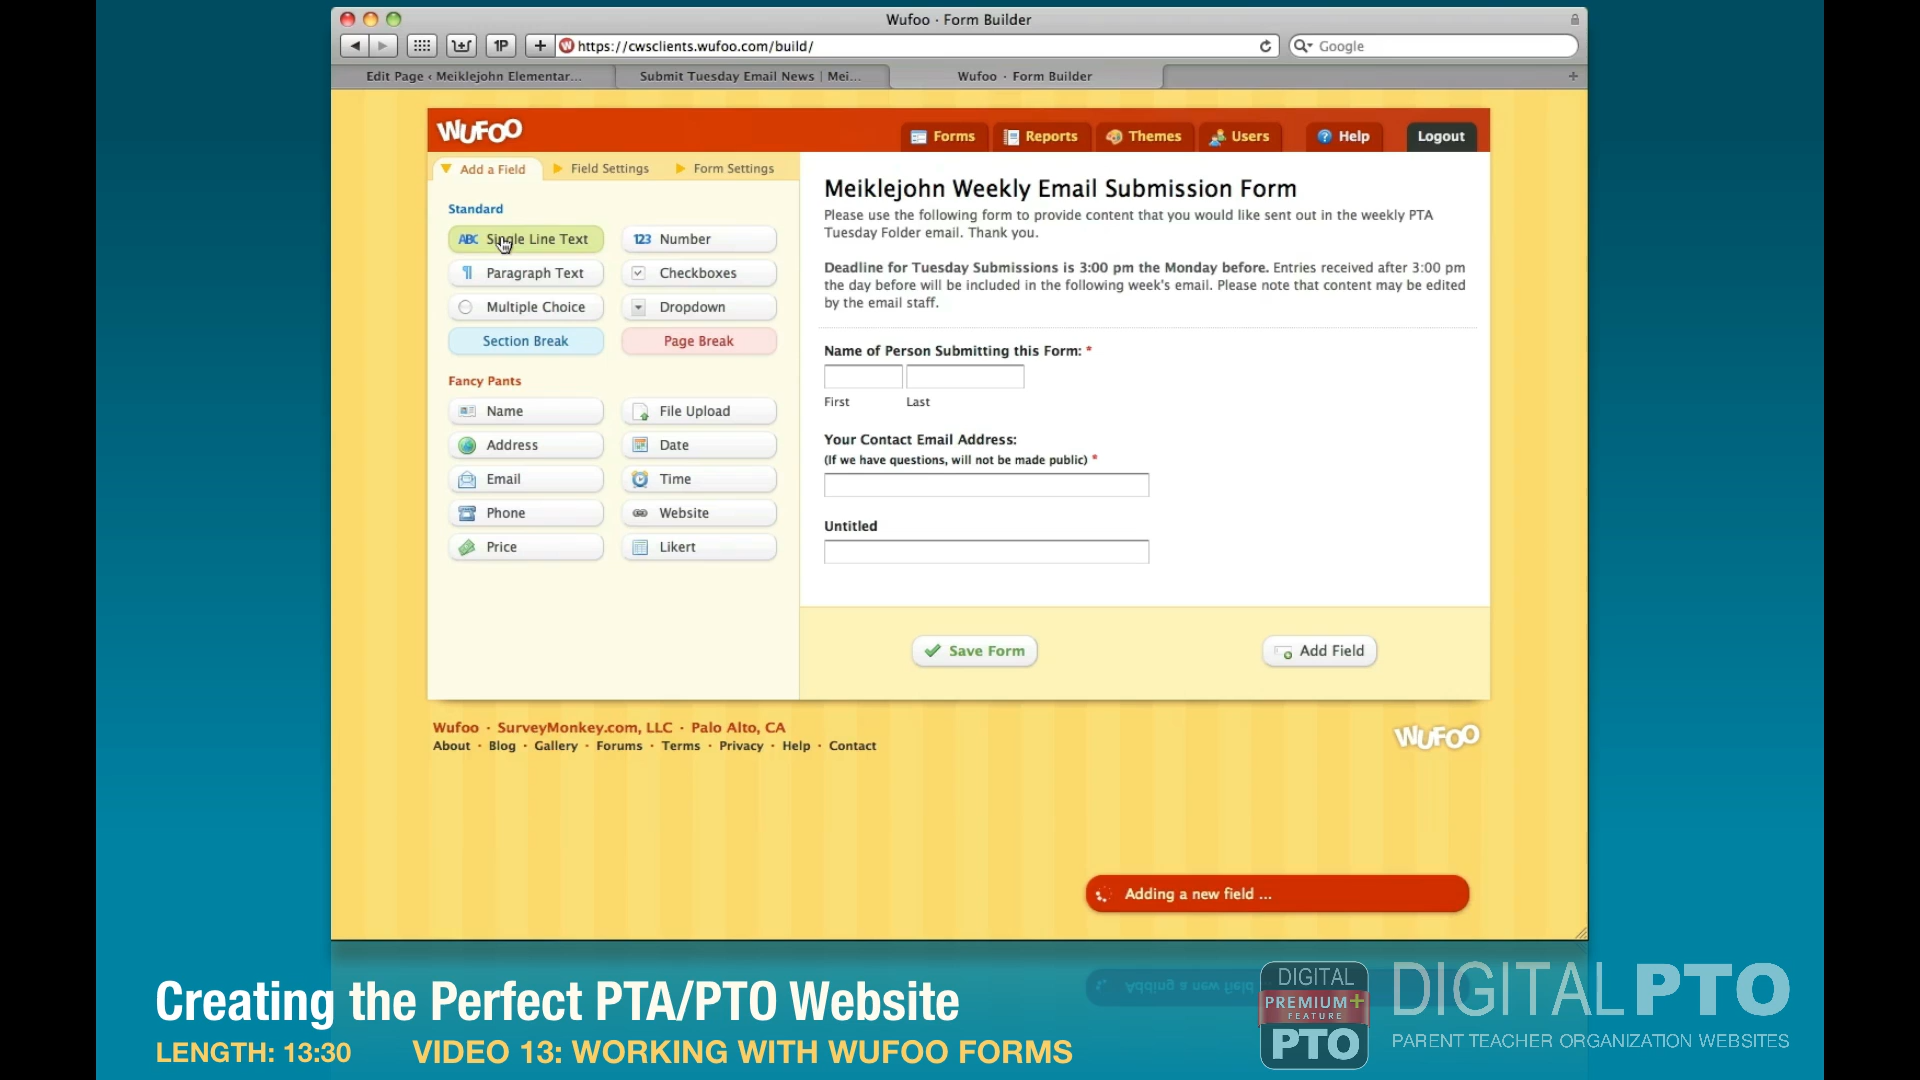 Wufoo · Form Builder
1P
+
https://cwsclients.wufoo.com/build/
Google
Edit Page ‹ Meiklejohn Elementar...
Submit Tuesday Email News | Mei...
Wufoo · Form Builder
+
WUFOO
Forms
Reports
Themes
Users
Help
Logout
Add a Field
Field Settings
Form Settings
Standard
ABC Single Line Text
123 Number
Paragraph Text
Checkboxes
Multiple Choice
Dropdown
Section Break
Page Break
Fancy Pants
Name
File Upload
Address
Date
Email
Time
Phone
Website
Price
Likert
Meiklejohn Weekly Email Submission Form
Please use the following form to provide content that you would like sent out in the weekly PTA
Tuesday Folder email. Thank you.
Deadline for Tuesday Submissions is 3:00 pm the Monday before. Entries received after 3:00 pm
the day before will be included in the following week's email. Please note that content may be edited
by the email staff.
Name of Person Submitting this Form: *
First
Last
Your Contact Email Address:
(If we have questions, will not be made public) *
Untitled
Save Form
Add Field
Wufoo · SurveyMonkey.com, LLC · Palo Alto, CA
About · Blog · Gallery · Forums · Terms · Privacy · Help · Contact
WUFOO
Adding a new field ...
Creating the Perfect PTA/PTO Website
LENGTH: 13:30
VIDEO 13: WORKING WITH WUFOO FORMS
DIGITAL
PREMIUM+
FEATURE
PTO
DIGITALPTO
PARENT TEACHER ORGANIZATION WEBSITES